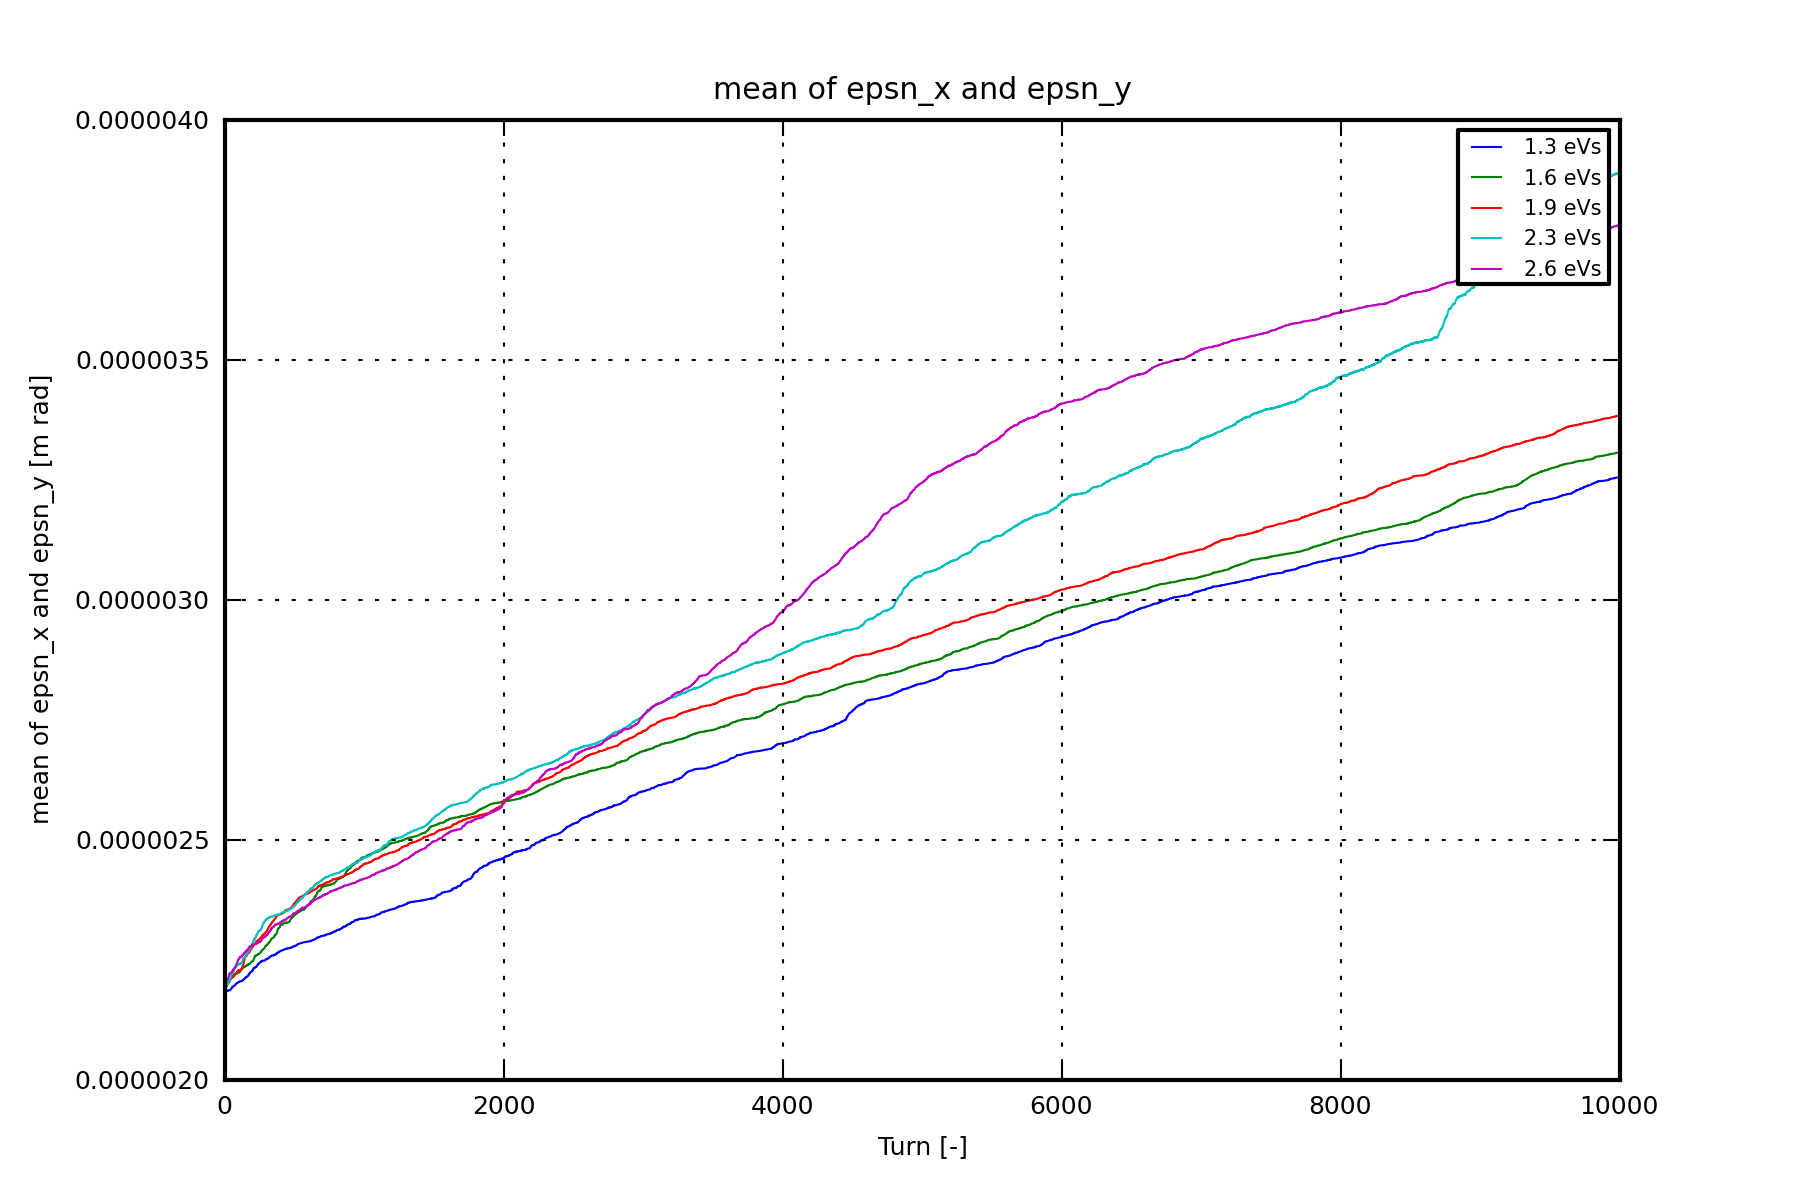 mean of epsn_x and epsn_y
0.0000040
0.0000035
0.0000030
0.0000025
0.0000020
mean of epsn_x and epsn_y [m rad]
1.3 eVs
1.6 eVs
1.9 eVs
2.3 eVs
2.6 eVs
0 2000 4000 6000 8000 10000
Turn [-]